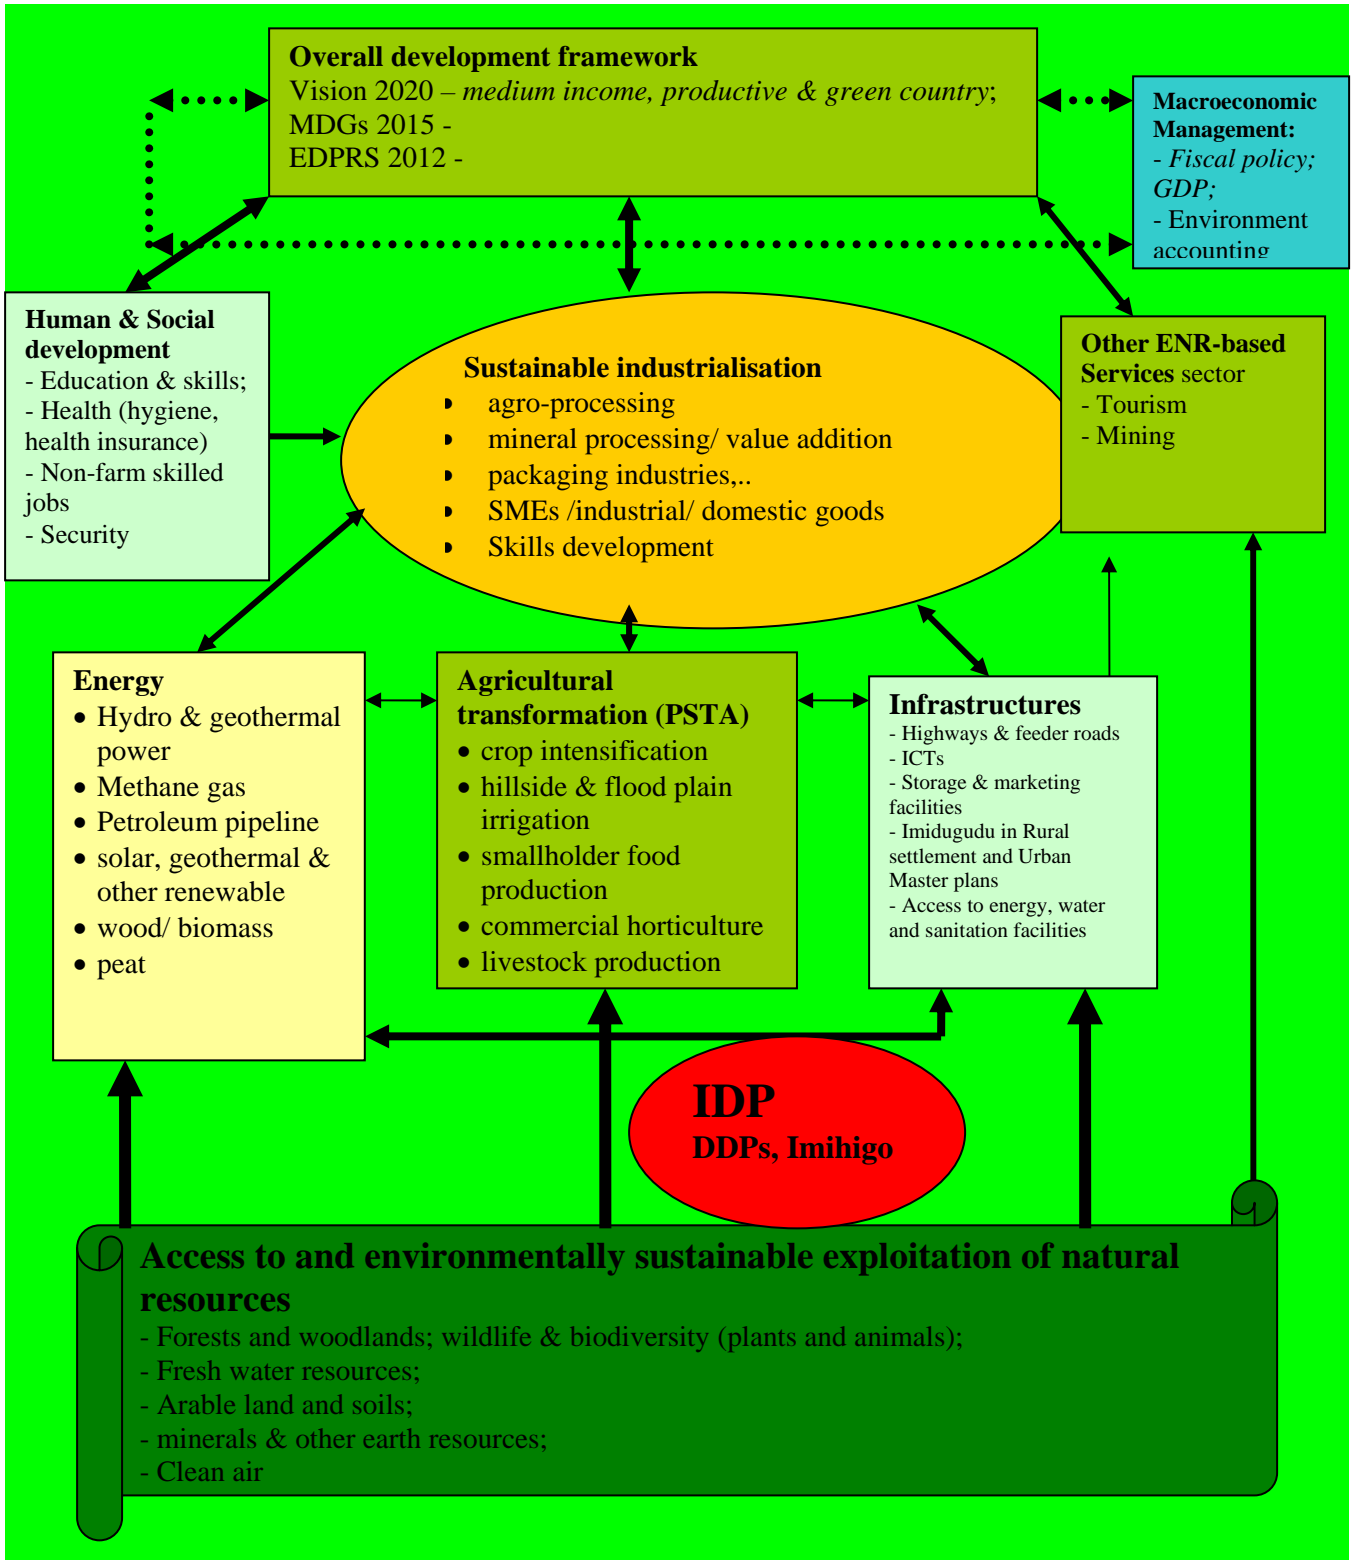 Overall development framework
Vision 2020 – medium income, productive & green country;
MDGs 2015 -
EDPRS 2012 -
Macroeconomic
Management:
- Fiscal policy;
GDP;
- Environment
accounting
Human & Social
development
- Education & skills;
- Health (hygiene,
health insurance)
- Non-farm skilled
jobs
- Security
Sustainable industrialisation
agro-processing
mineral processing/ value addition
packaging industries,..
SMEs /industrial/ domestic goods
Skills development
Other ENR-based
Services sector
- Tourism
- Mining
Energy
• Hydro & geothermal
power
• Methane gas
• Petroleum pipeline
• solar, geothermal &
other renewable
• wood/ biomass
• peat
Agricultural
transformation (PSTA)
• crop intensification
• hillside & flood plain
irrigation
• smallholder food
production
• commercial horticulture
• livestock production
Infrastructures
- Highways & feeder roads
- ICTs
- Storage & marketing
facilities
- Imidugudu in Rural
settlement and Urban
Master plans
- Access to energy, water
and sanitation facilities
IDP
DDPs, Imihigo
Access to and environmentally sustainable exploitation of natural
resources
- Forests and woodlands; wildlife & biodiversity (plants and animals);
- Fresh water resources;
- Arable land and soils;
- minerals & other earth resources;
- Clean air